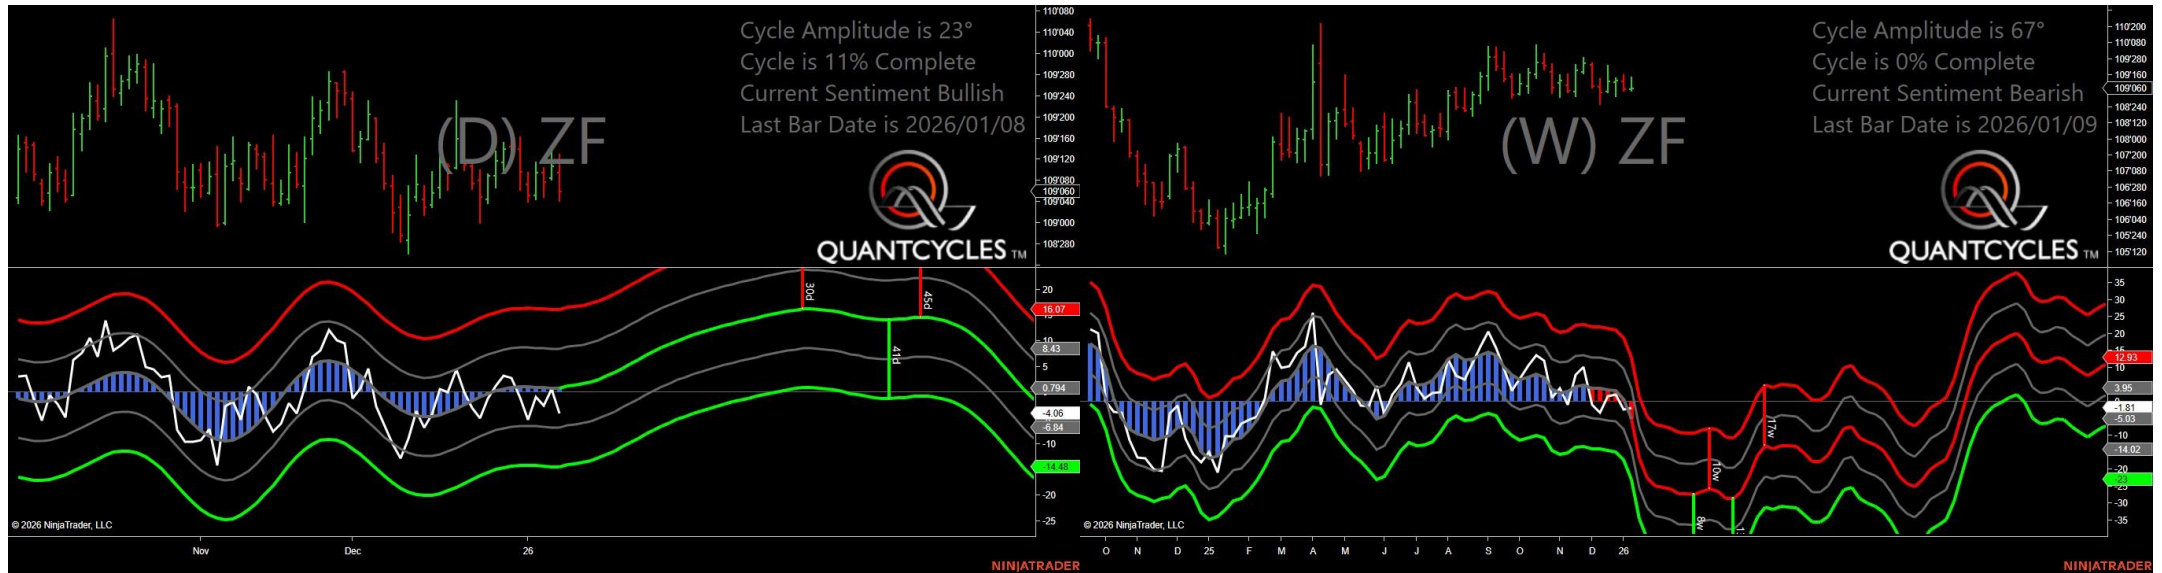 Cycle Amplitude is 23°
Cycle is 11% Complete
Current Sentiment Bullish
Last Bar Date is 2026/01/08
(D) ZF
QUANTCYCLES TM
110'080
110'040
110'000
109'280
109'240
109'200
109'160
109'120
109'080
109'060
109'040
109'000
108'280
30d
45d
41d
20
16.07
10
8.43
5
0.794
-4.06
-6.84
-10
-14.48
-20
-25
© 2026 NinjaTrader, LLC
Nov
Dec
26
NINJATRADER
Cycle Amplitude is 67°
Cycle is 0% Complete
Current Sentiment Bearish
Last Bar Date is 2026/01/09
(W) ZF
QUANTCYCLES TM
110'200
110'080
109'280
109'160
109'060
108'240
108'120
108'000
107'200
107'080
106'280
106'160
106'040
105'240
105'120
17w
10w
8w
35
30
25
20
15
12.93
10
3.95
-1.81
-5.03
-10
-14.02
-23
-30
-35
© 2026 NinjaTrader, LLC
O N D 25 F M A M J J A S O N D 26
NINJATRADER